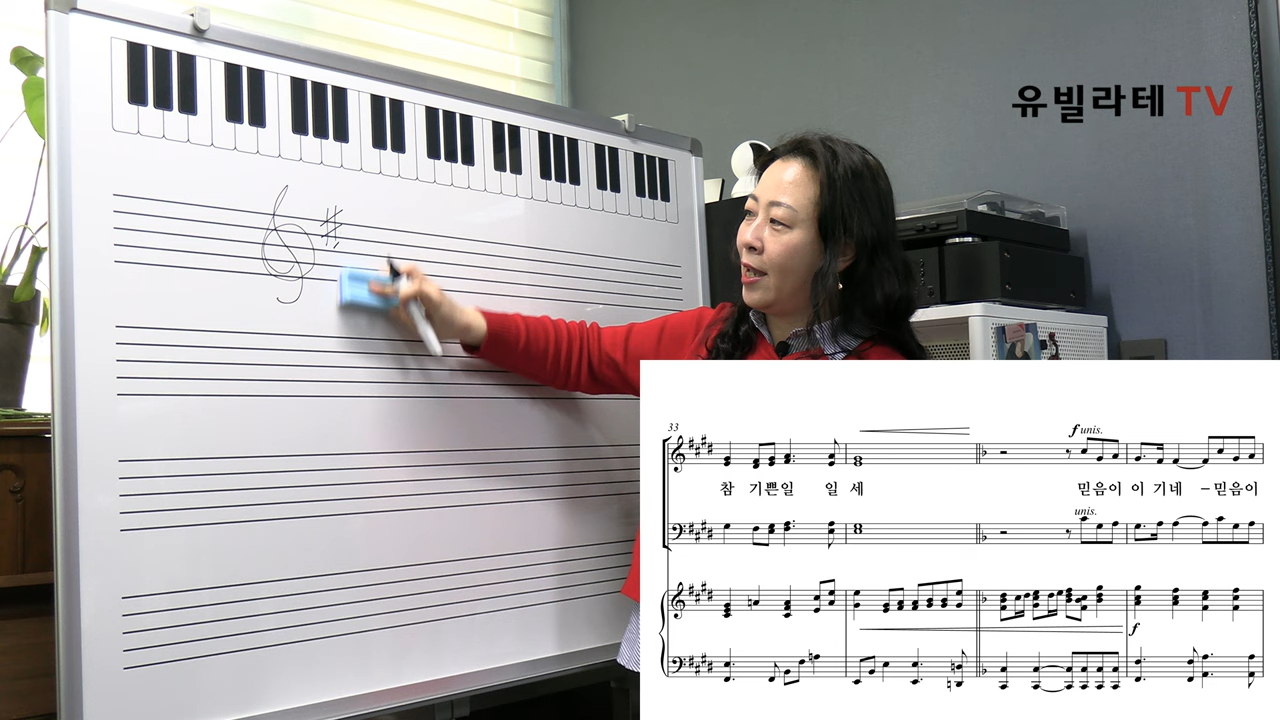 유빌라테 TV
33
f unis.
참 기쁜일 일 세 믿음이 이 기네 – 믿음이
unis.
f